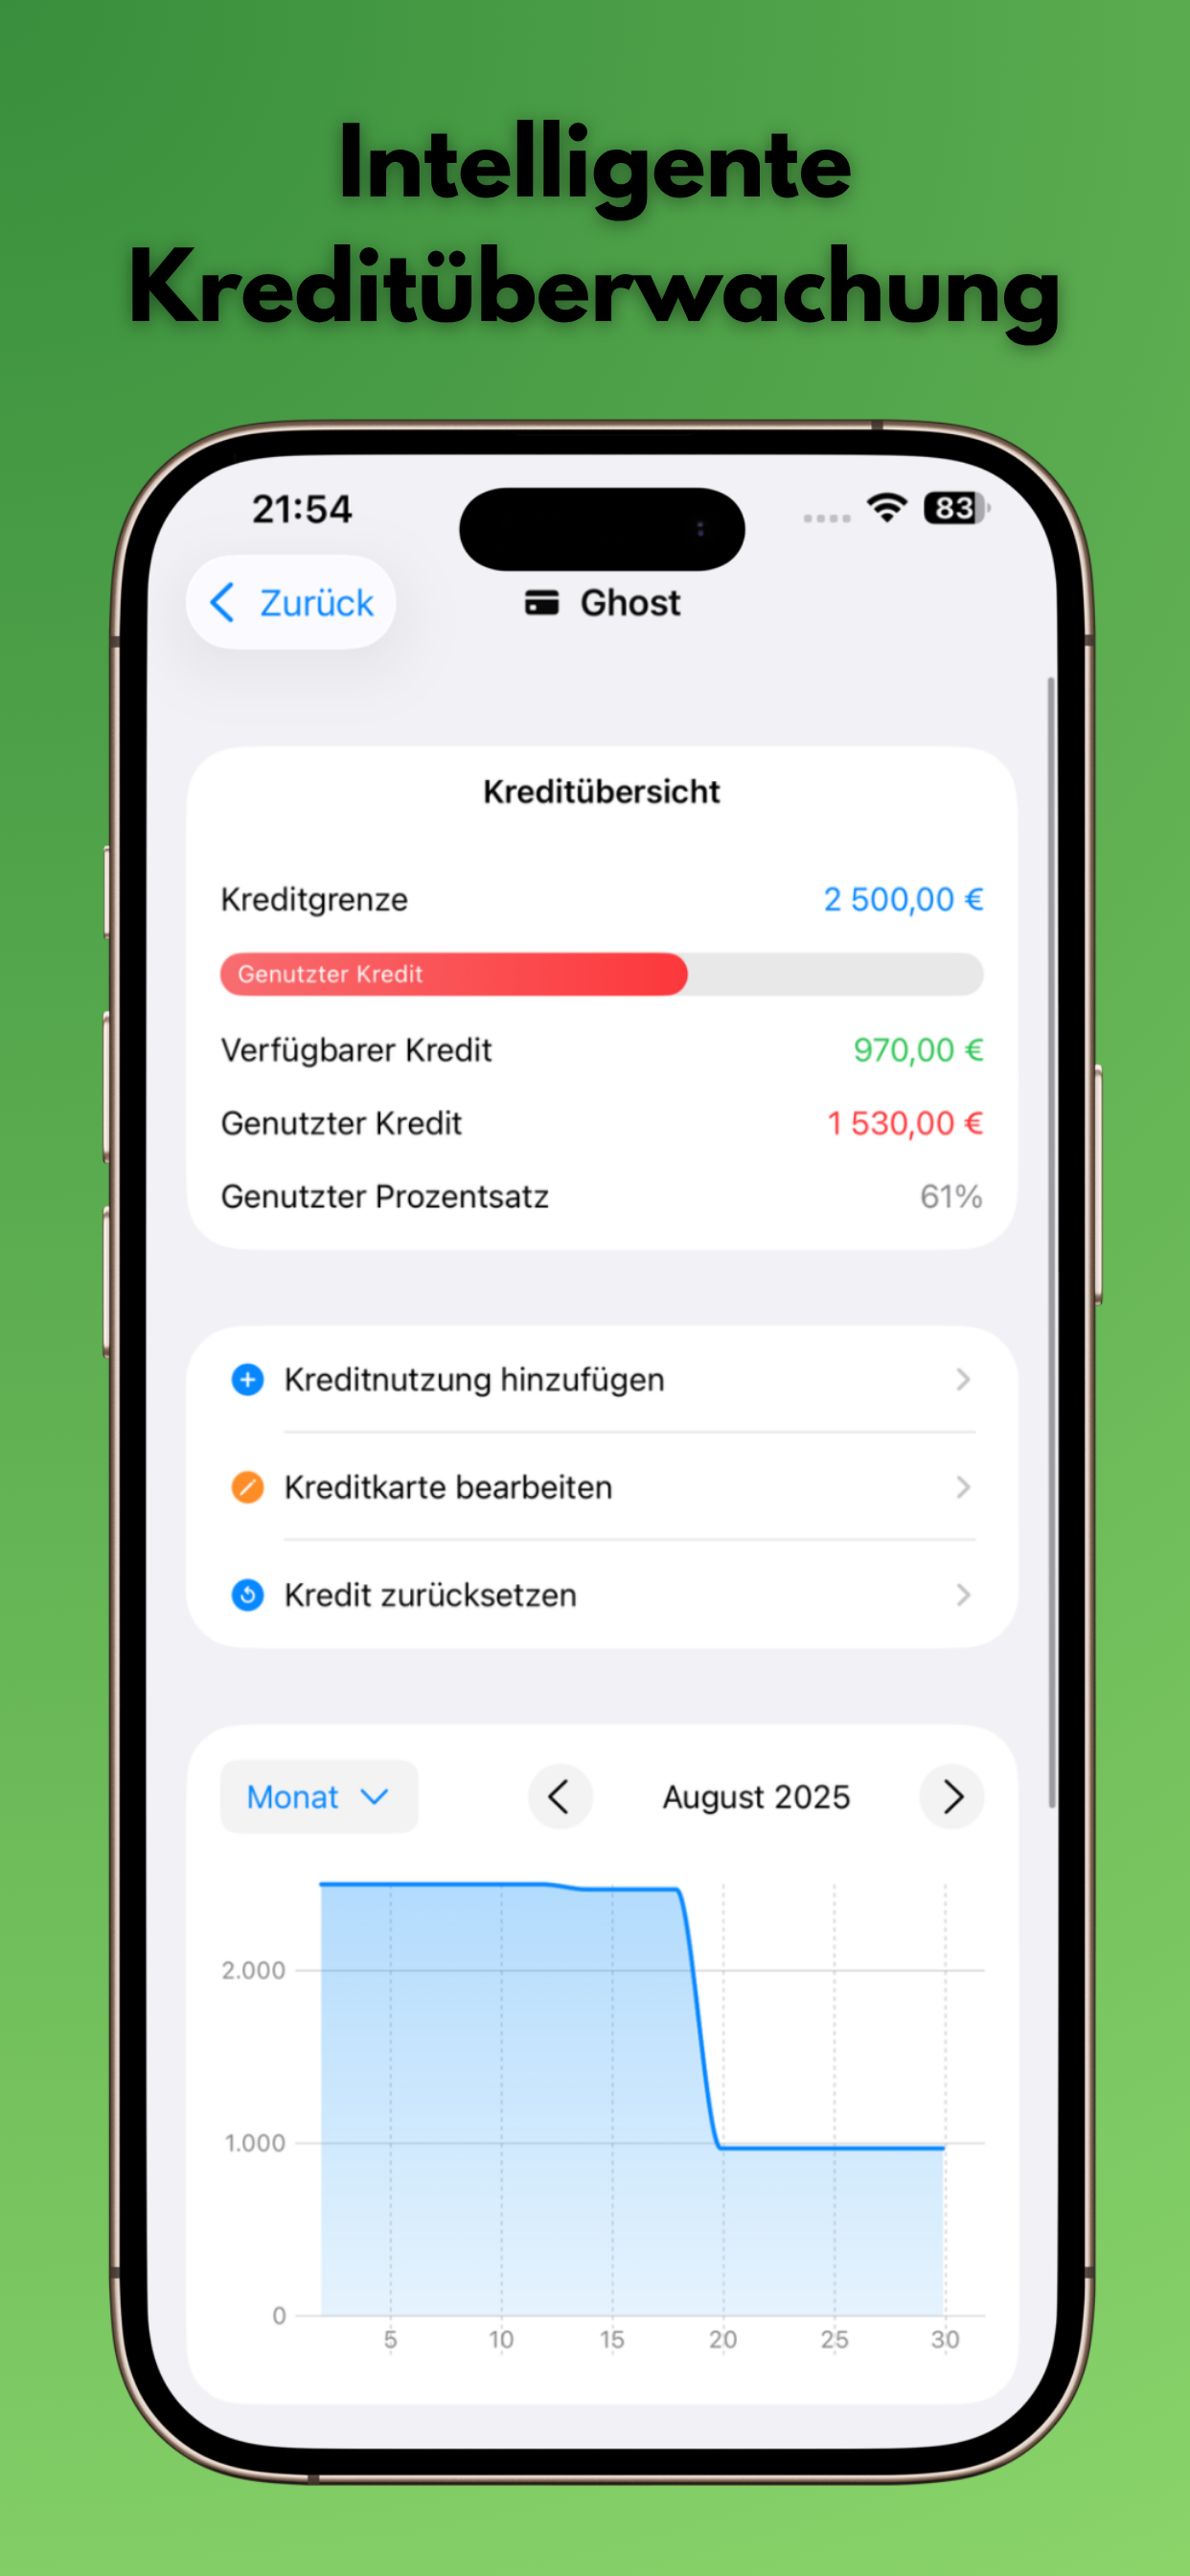 Intelligente
Kreditüberwachung
21:54
83
Zurück
Ghost
Kreditübersicht
Kreditgrenze 2 500,00 €
Genutzter Kredit
Verfügbarer Kredit 970,00 €
Genutzter Kredit 1 530,00 €
Genutzter Prozentsatz 61%
Kreditnutzung hinzufügen
Kreditkarte bearbeiten
Kredit zurücksetzen
Monat August 2025
2.000
1.000
0
5 10 15 20 25 30